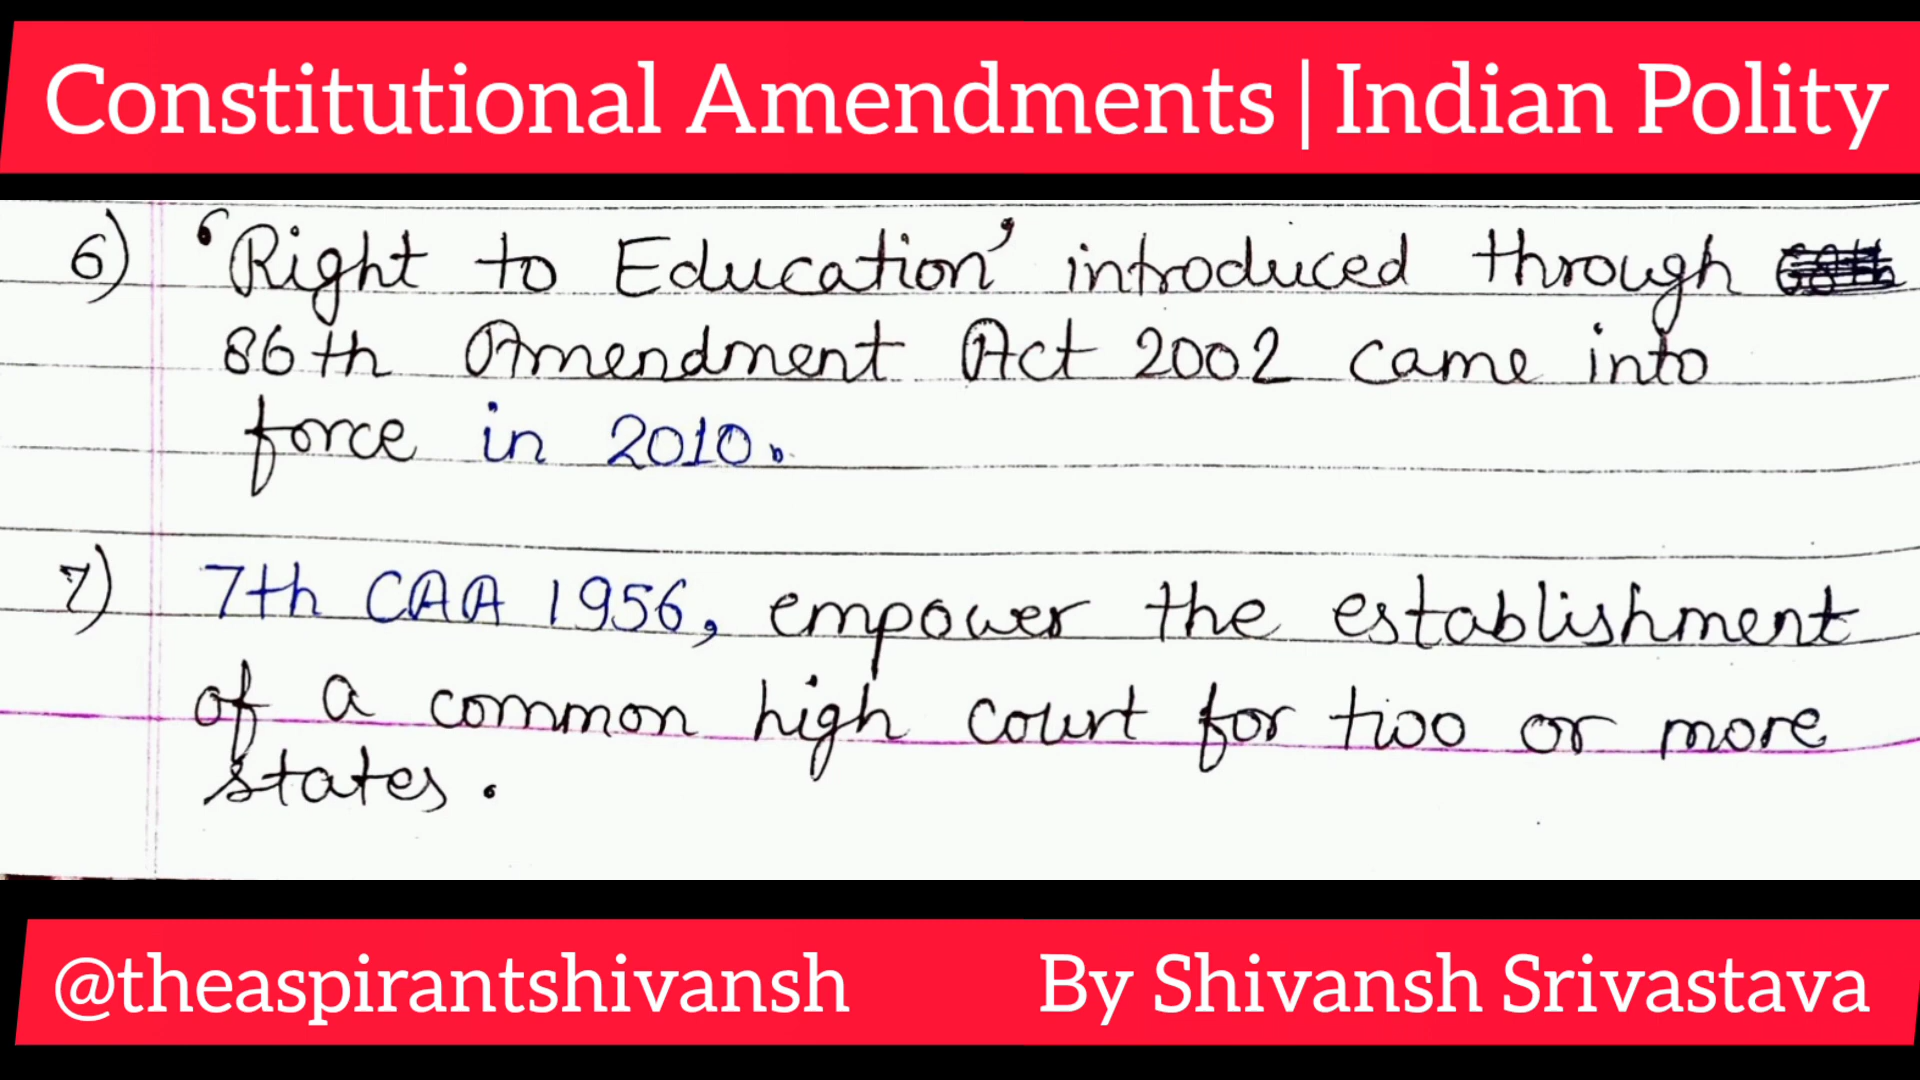 Constitutional Amendments | Indian Polity
6) 'Right to Education' introduced through
86th Amendment Act 2002 came into
force in 2010.
7) 7th CAA 1956, empower the establishment
of a common high court for two or more
states.
@theaspirantshivansh By Shivansh Srivastava